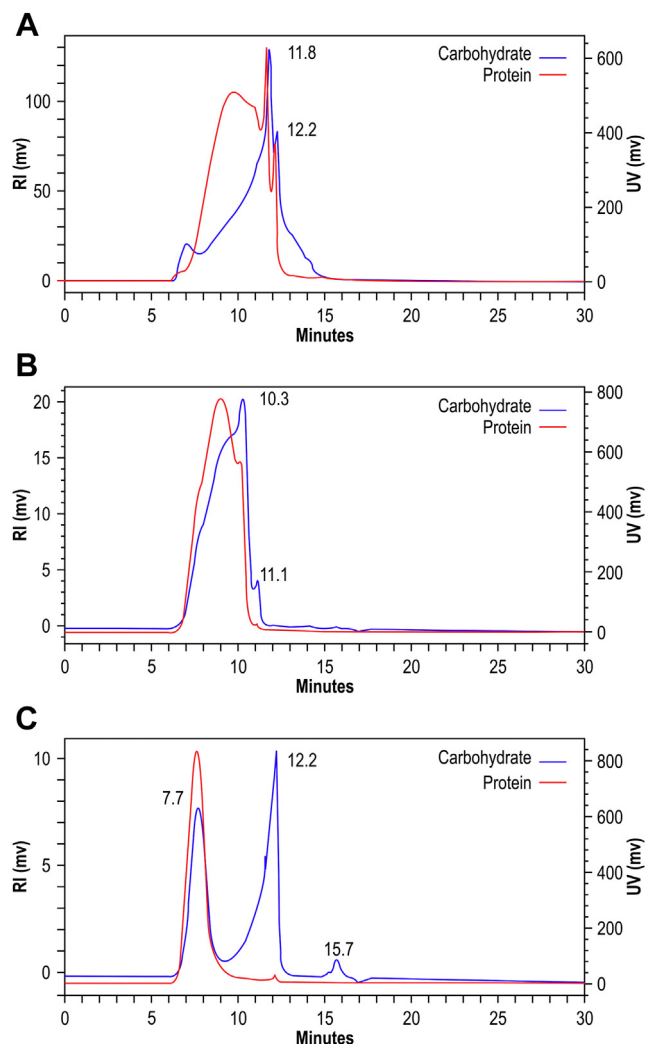 A
11.8
Carbohydrate
Protein
12.2
600
400
200
0
100
50
0
RI (mv)
UV (mv)
0 5 10 15 20 25 30
Minutes
B
10.3
Carbohydrate
Protein
11.1
20
15
10
5
0
800
600
400
200
0
RI (mv)
UV (mv)
0 5 10 15 20 25 30
Minutes
C
12.2
Carbohydrate
Protein
7.7
15.7
10
5
0
800
600
400
200
0
RI (mv)
UV (mv)
0 5 10 15 20 25 30
Minutes